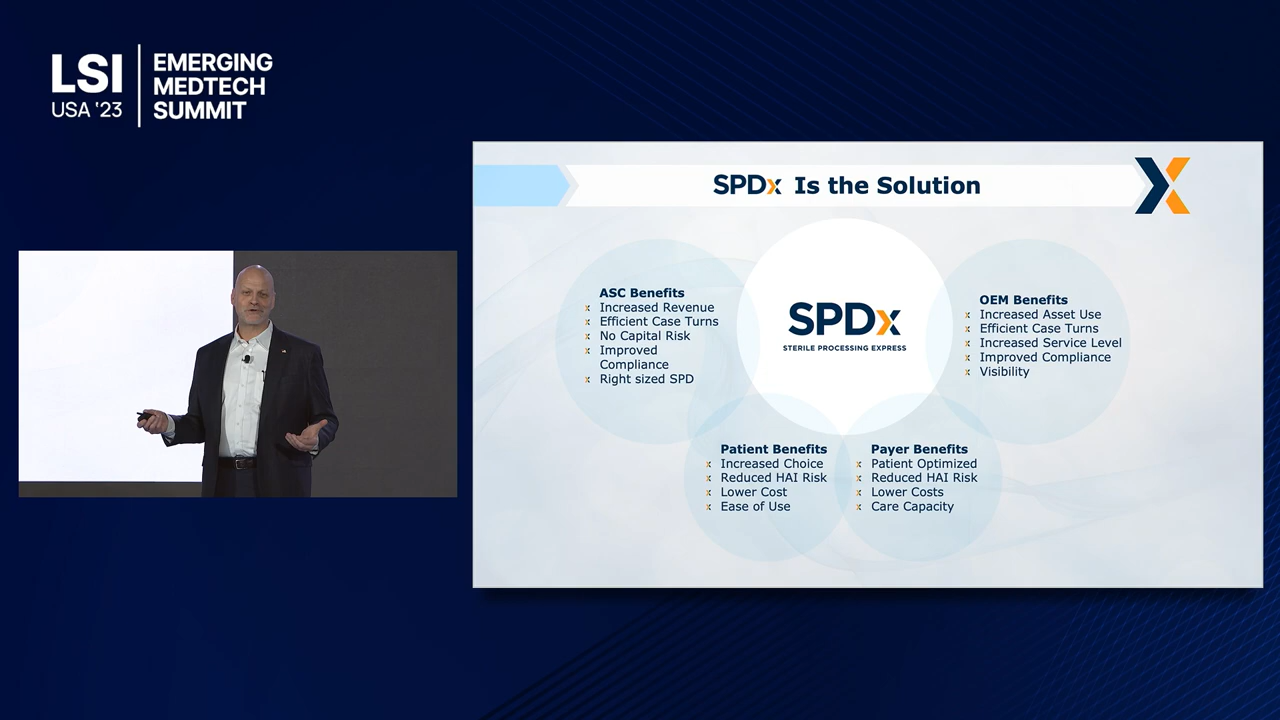 LSI
USA '23
EMERGING
MEDTECH
SUMMIT
SPDx Is the Solution
ASC Benefits
Increased Revenue
Efficient Case Turns
No Capital Risk
Improved
Compliance
Right sized SPD
SPDx
STERILE PROCESSING EXPRESS
OEM Benefits
Increased Asset Use
Efficient Case Turns
Increased Service Level
Improved Compliance
Visibility
Patient Benefits
Increased Choice
Reduced HAI Risk
Lower Cost
Ease of Use
Payer Benefits
Patient Optimized
Reduced HAI Risk
Lower Costs
Care Capacity